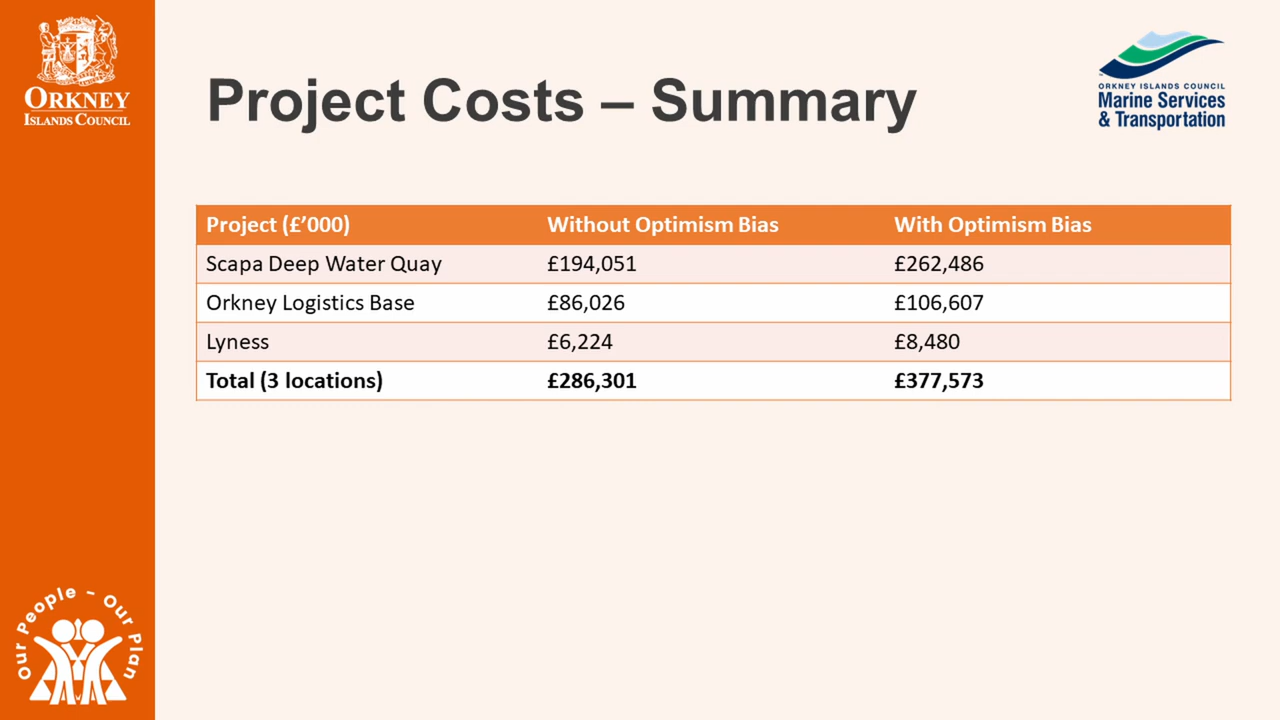 ORKNEY
ISLANDS COUNCIL
Project Costs – Summary
ORKNEY ISLANDS COUNCIL
Marine Services
& Transportation
Project (£’000) Without Optimism Bias With Optimism Bias
Scapa Deep Water Quay £194,051 £262,486
Orkney Logistics Base £86,026 £106,607
Lyness £6,224 £8,480
Total (3 locations) £286,301 £377,573
Our People - Our Plan